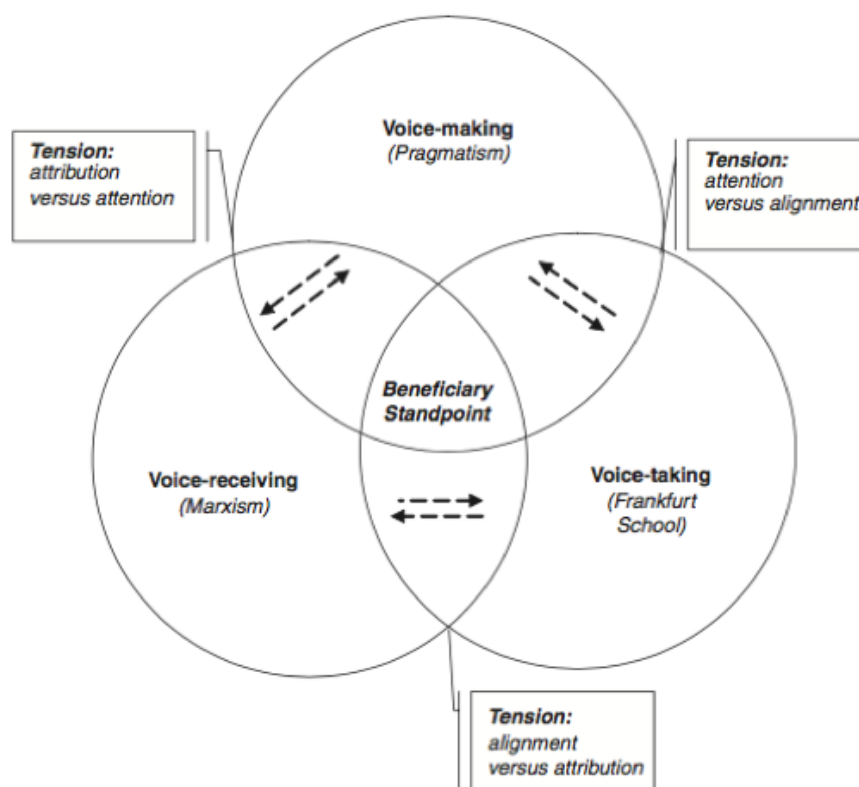 Voice-making
(Pragmatism)
Tension:
attribution
versus attention
Tension:
attention
versus alignment
Beneficiary
Standpoint
Voice-receiving
(Marxism)
Voice-taking
(Frankfurt
School)
Tension:
alignment
versus attribution